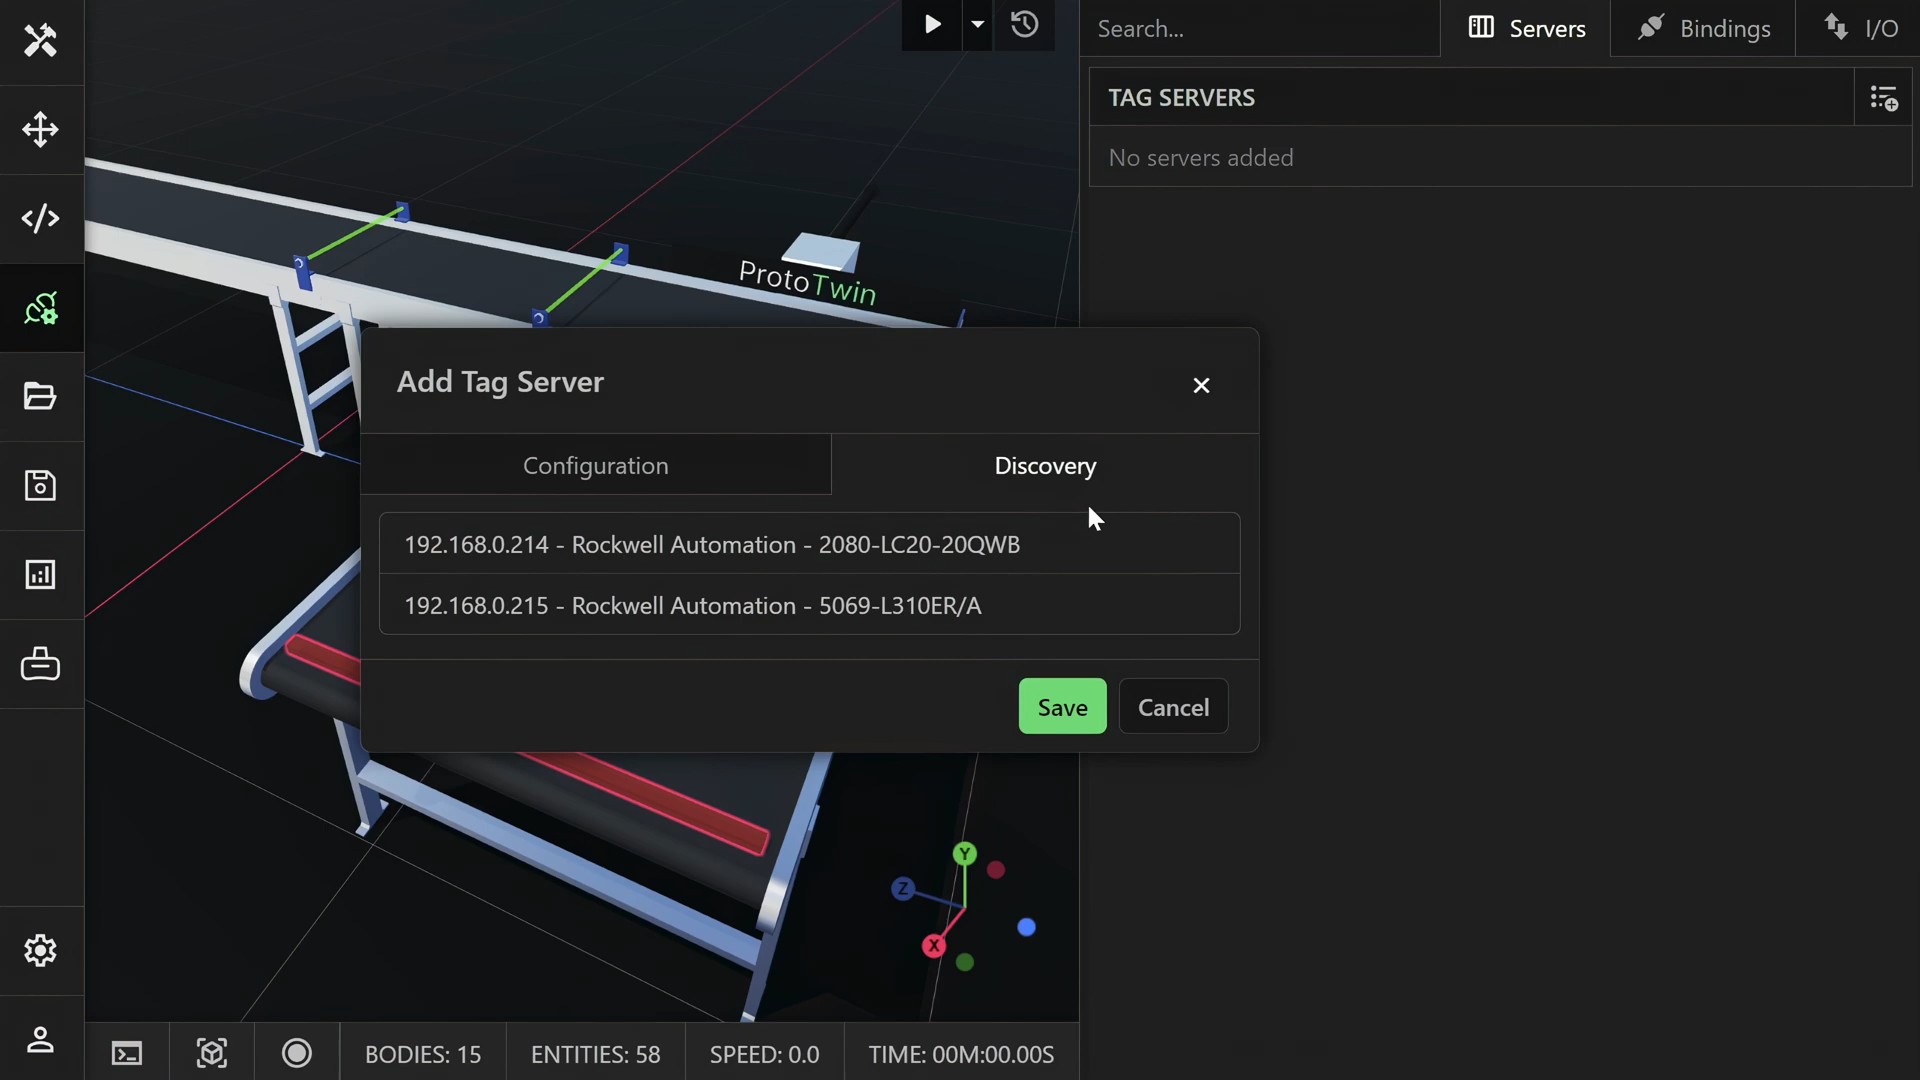 Search...
Servers
Bindings
I/O
TAG SERVERS
No servers added
ProtoTwin
Add Tag Server
Configuration
Discovery
192.168.0.214 - Rockwell Automation - 2080-LC20-20QWB
192.168.0.215 - Rockwell Automation - 5069-L310ER/A
Save
Cancel
Y
Z
X
BODIES: 15
ENTITIES: 58
SPEED: 0.0
TIME: 00M:00.00S